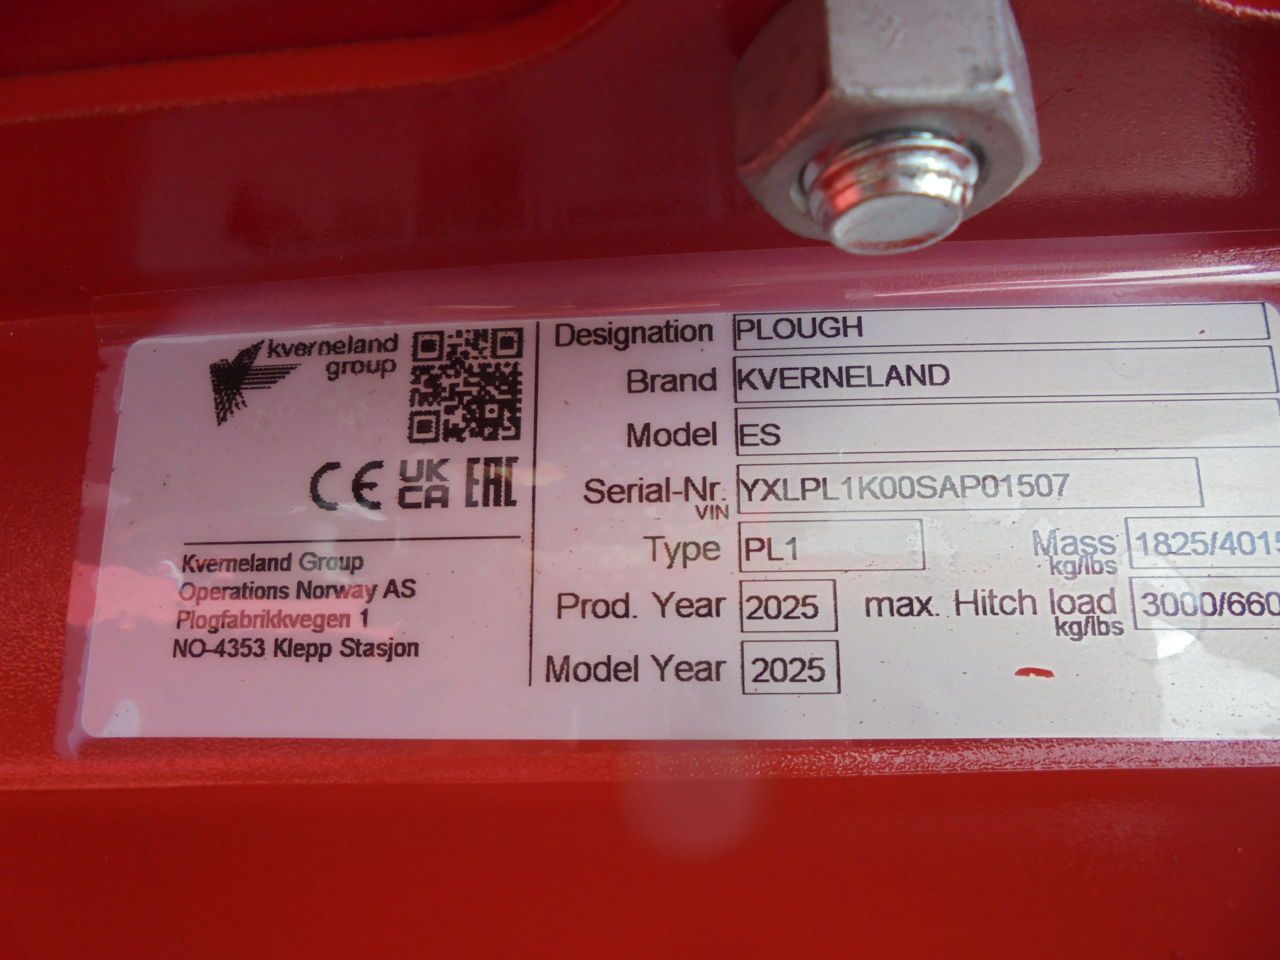 kverneland
group
CE UK CA EAC
Kverneland Group
Operations Norway AS
Plogfabrikkvegen 1
NO-4353 Klepp Stasjon
Designation PLOUGH
Brand KVERNELAND
Model ES
Serial-Nr. YXLPL1K00SAP01507
VIN
Type PL1 Mass 1825/4015
kg/lbs
Prod. Year 2025 max. Hitch load 3000/660
kg/lbs
Model Year 2025